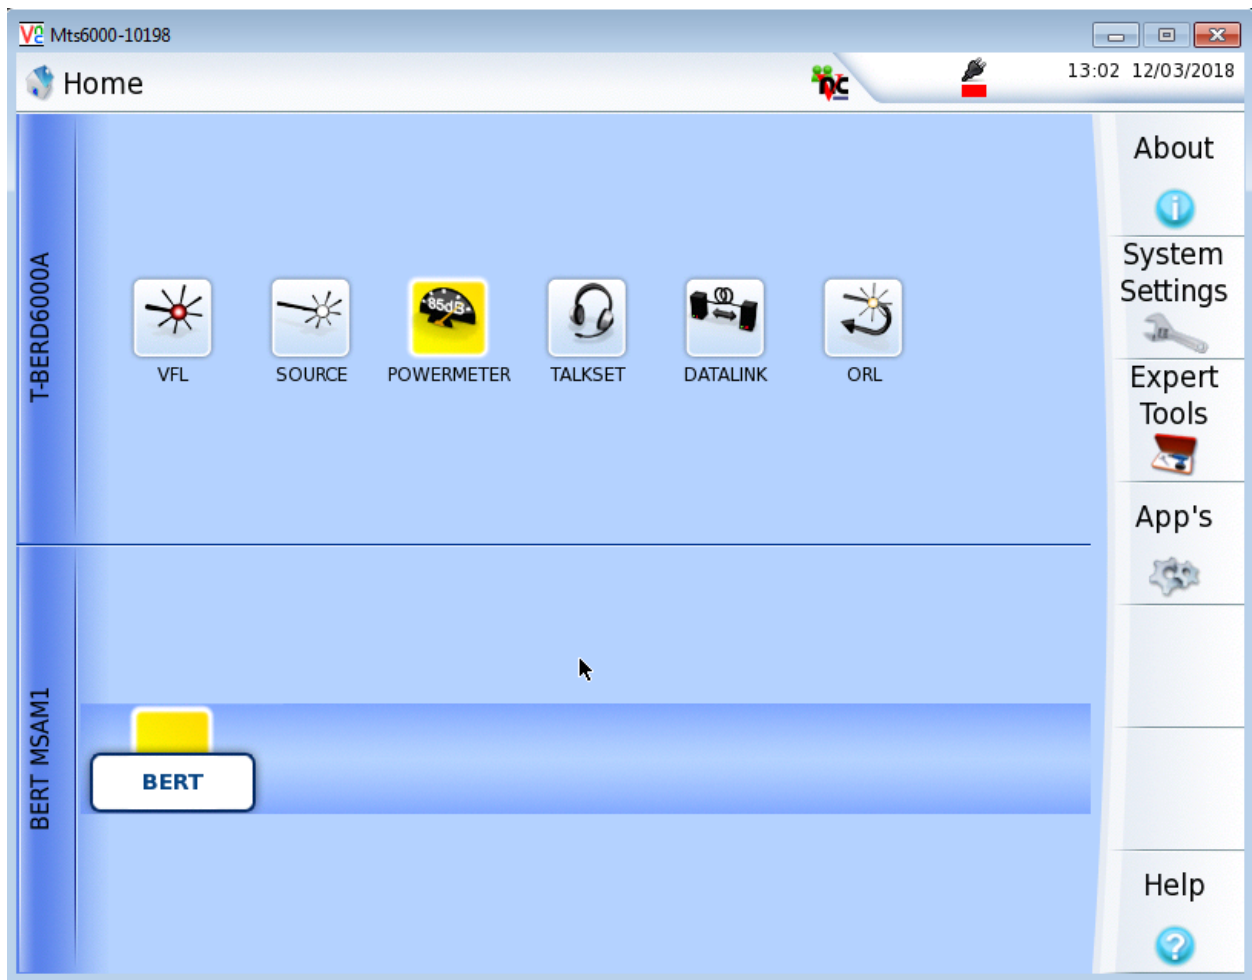 Mts6000-10198
Home
13:02 12/03/2018
T-BERD6000A
85dB
VFL
SOURCE
POWERMETER
TALKSET
DATALINK
ORL
BERT MSAM1
BERT
About
System
Settings
Expert
Tools
App's
Help